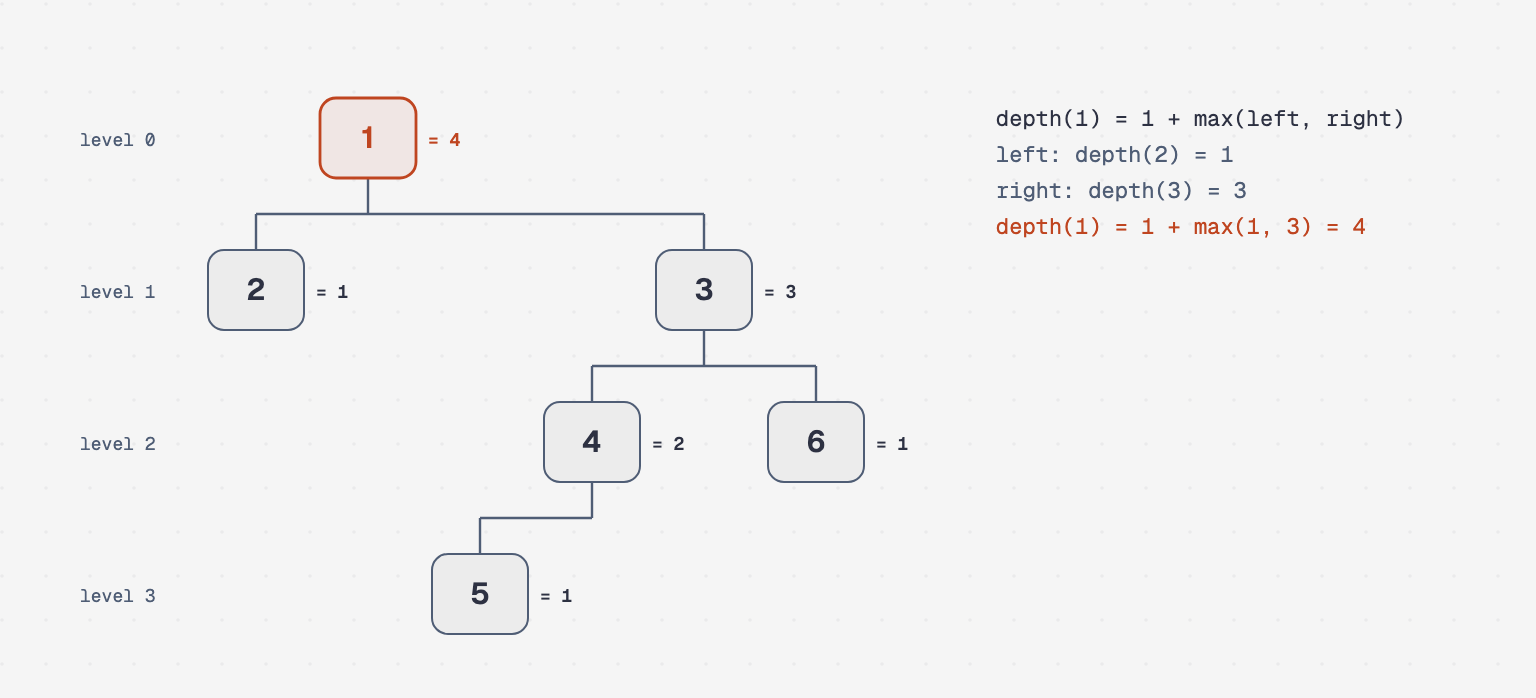 level 0
1
= 4
level 1
2
= 1
3
= 3
level 2
4
= 2
6
= 1
level 3
5
= 1
depth(1) = 1 + max(left, right)
left: depth(2) = 1
right: depth(3) = 3
depth(1) = 1 + max(1, 3) = 4